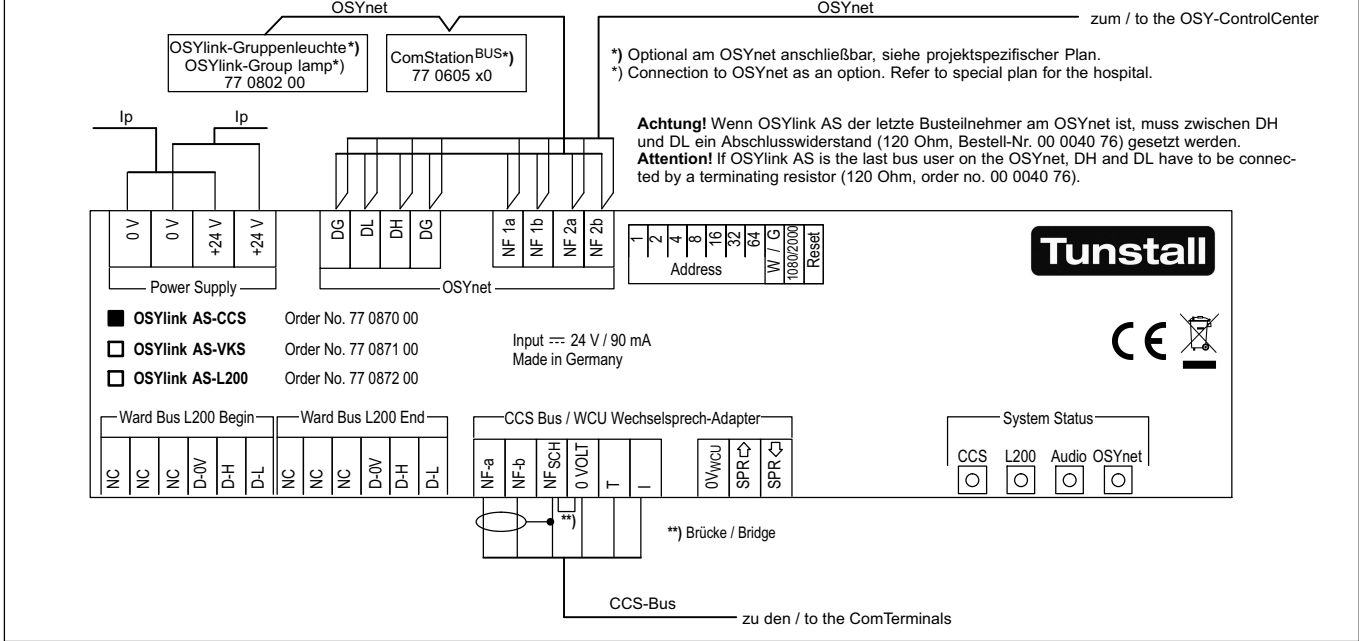 OSYnet
OSYnet
zum / to the OSY-ControlCenter
OSYlink-Gruppenleuchte*)
OSYlink-Group lamp*)
77 0802 00
ComStationBUS*)
77 0605 x0
*) Optional am OSYnet anschließbar, siehe projektspezifischer Plan.
*) Connection to OSYnet as an option. Refer to special plan for the hospital.
Ip
Ip
Achtung! Wenn OSYlink AS der letzte Busteilnehmer am OSYnet ist, muss zwischen DH
und DL ein Abschlusswiderstand (120 Ohm, Bestell-Nr. 00 0040 76) gesetzt werden.
Attention! If OSYlink AS is the last bus user on the OSYnet, DH and DL have to be connec-
ted by a terminating resistor (120 Ohm, order no. 00 0040 76).
0 V
0 V
+24 V
+24 V
Power Supply
DG
DL
DH
DG
NF 1a
NF 1b
NF 2a
NF 2b
OSYnet
1
2
4
8
16
32
64
Address
W / G
1080/2000
Reset
Tunstall
OSYlink AS-CCS Order No. 77 0870 00
OSYlink AS-VKS Order No. 77 0871 00
OSYlink AS-L200 Order No. 77 0872 00
Input ⎓ 24 V / 90 mA
Made in Germany
CE
Ward Bus L200 Begin
NC
NC
NC
D-0V
D-H
D-L
Ward Bus L200 End
NC
NC
NC
D-0V
D-H
D-L
CCS Bus / WCU Wechselsprech-Adapter
NF-a
NF-b
NFSCH
0 VOLT
T
I
0VWCU
SPR⇧
SPR⇩
System Status
CCS
L200
Audio
OSYnet
**)
**) Brücke / Bridge
CCS-Bus
zu den / to the ComTerminals